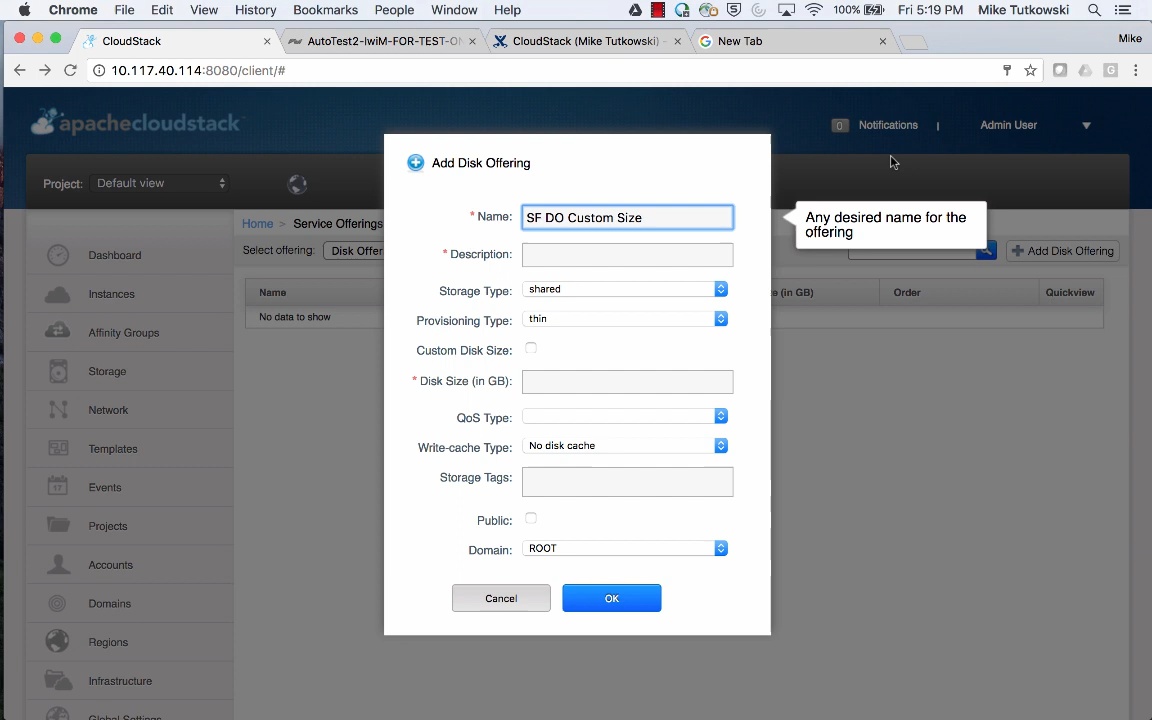 Chrome File Edit View History Bookmarks People Window Help 100% Fri 5:19 PM Mike Tutkowski
CloudStack AutoTest2-IwiM-FOR-TEST-ON CloudStack (Mike Tutkowski) - New Tab Mike
10.117.40.114:8080/client/#
apachecloudstack 0 Notifications | Admin User
Project: Default view
Home > Service Offerings
Select offering: Disk Offer Add Disk Offering
Name e (in GB) Order Quickview
No data to show
Dashboard
Instances
Affinity Groups
Storage
Network
Templates
17
Events
Projects
Accounts
Domains
Regions
Infrastructure
Global Settings
Add Disk Offering
* Name: SF DO Custom Size
Any desired name for the
offering
* Description:
Storage Type: shared
Provisioning Type: thin
Custom Disk Size:
* Disk Size (in GB):
QoS Type:
Write-cache Type: No disk cache
Storage Tags:
Public:
Domain: ROOT
Cancel OK